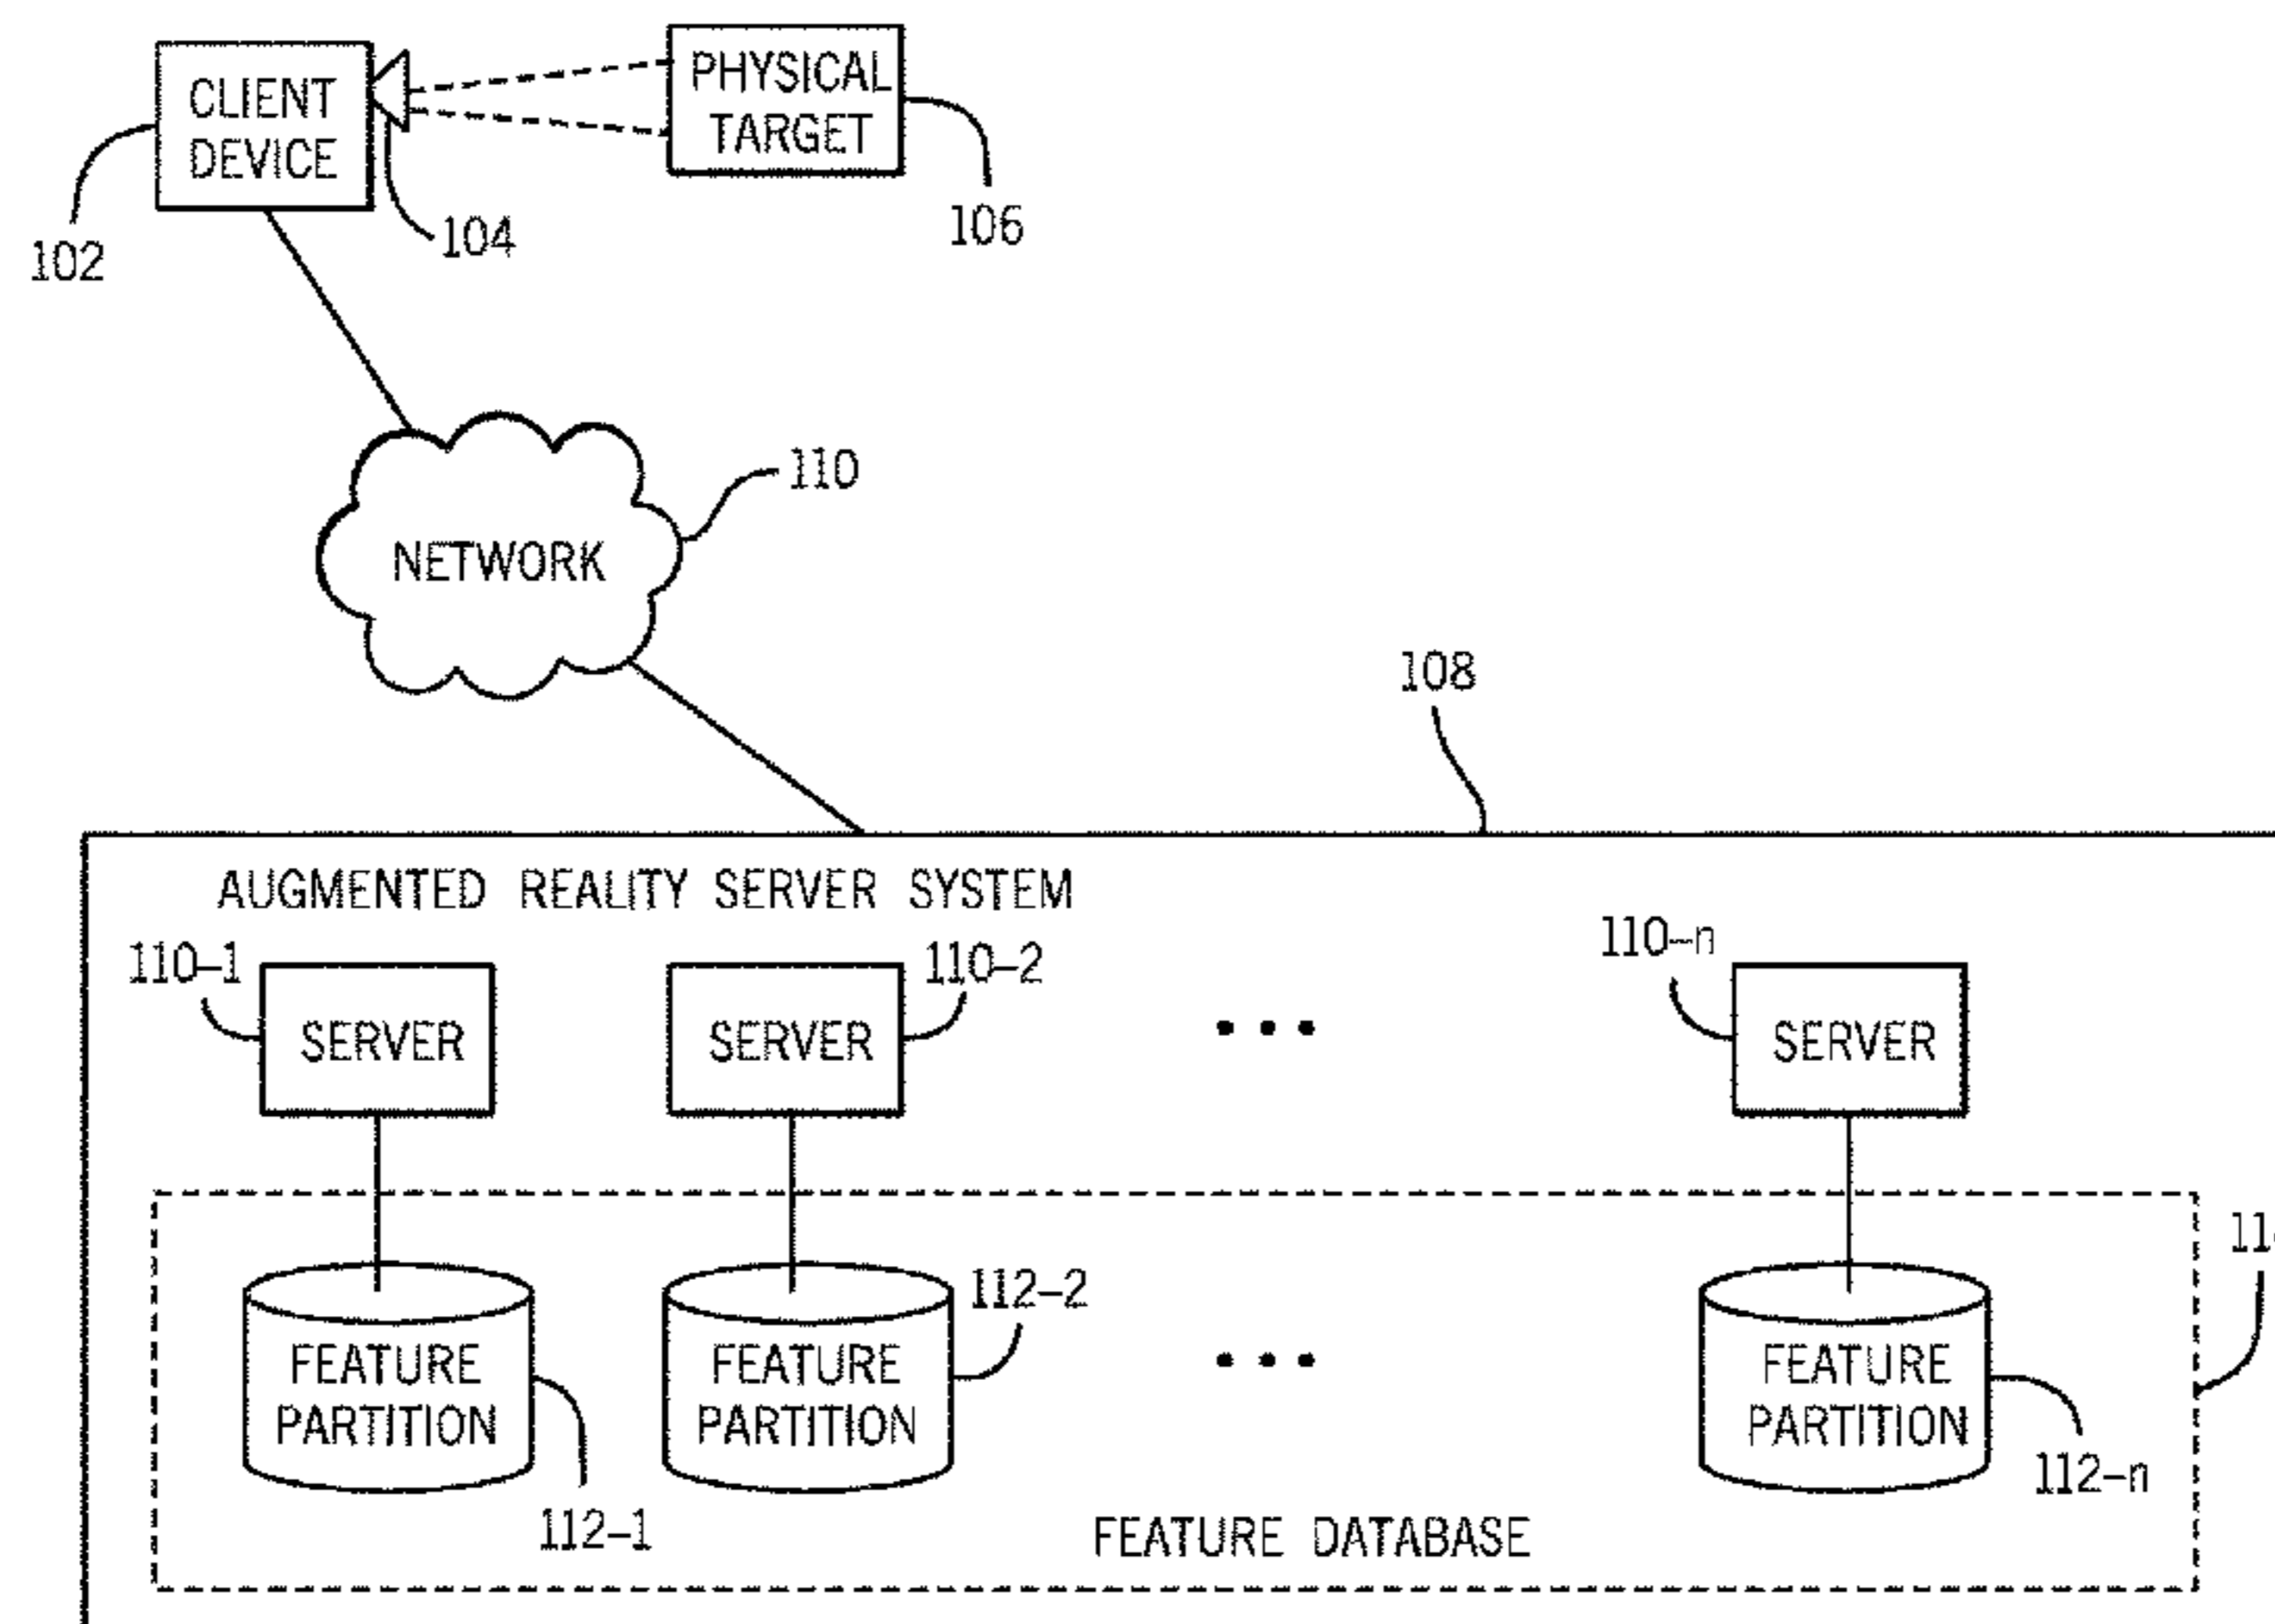 CLIENT
DEVICE
PHYSICAL
TARGET
102
104
106
110
NETWORK
108
AUGMENTED REALITY SERVER SYSTEM
110-1
110-2
110-n
SERVER
SERVER
SERVER
112-2
FEATURE
PARTITION
FEATURE
PARTITION
FEATURE
PARTITION
112-1
112-n
FEATURE DATABASE